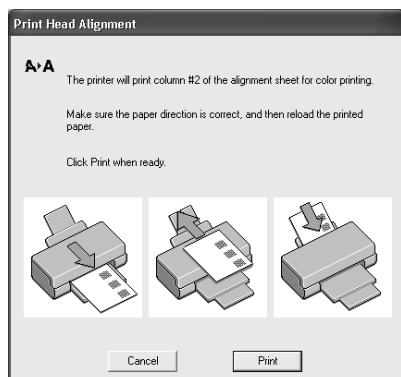 Print Head Alignment
A▸A
The printer will print column #2 of the alignment sheet for color printing.
Make sure the paper direction is correct, and then reload the printed
paper.
Click Print when ready.
Cancel
Print